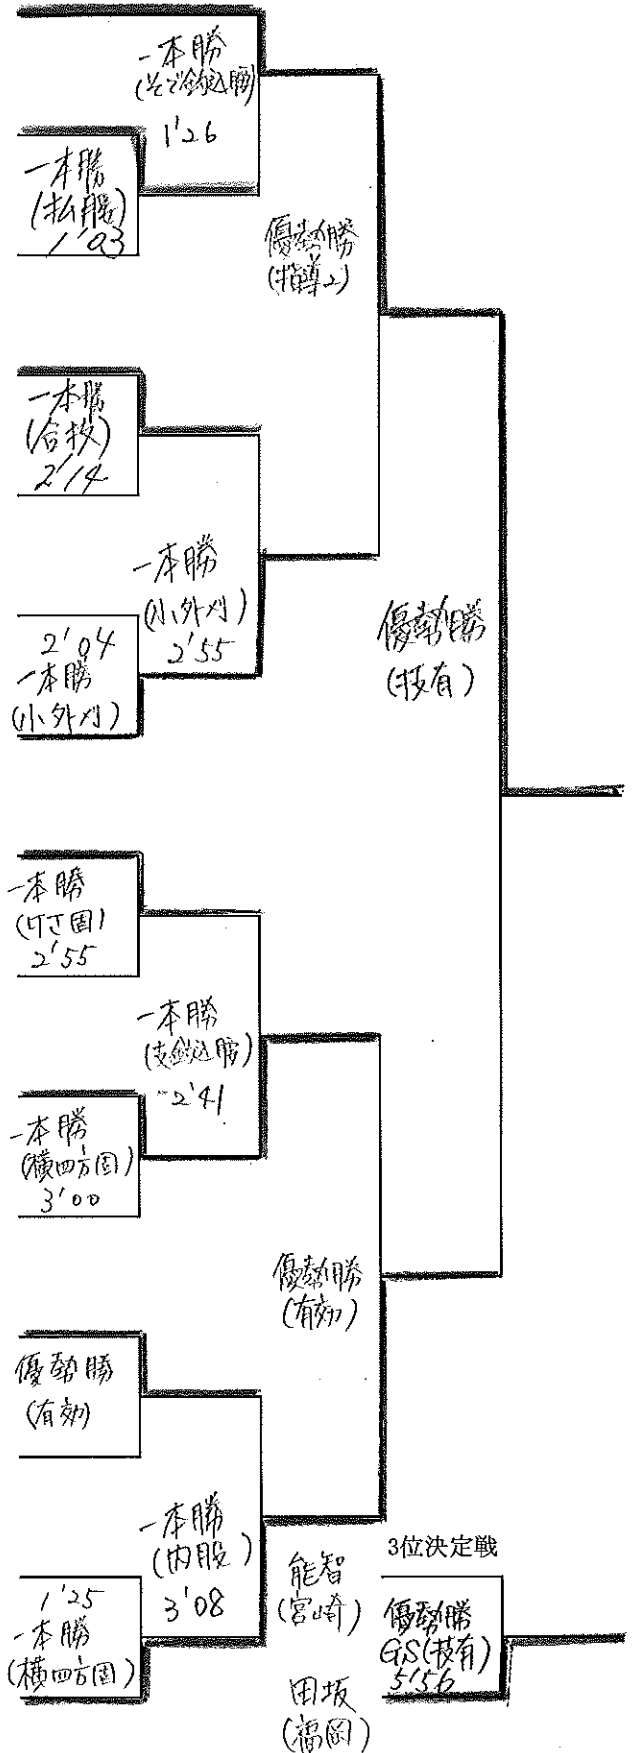 一本勝
(そで釣込腰)
1'26
一本勝
(払腰)
1'03
優勢勝
(指導2)
一本勝
(合技)
2'14
一本勝
(小外刈)
2'55
2'04
一本勝
(小外刈)
優勢勝
(技有)
一本勝
(けさ固)
2'55
一本勝
(支釣込腰)
2'41
一本勝
(横四方固)
3'00
優勢勝
(有効)
優勢勝
(有効)
一本勝
(内股)
3'08
1'25
一本勝
(横四方固)
能智
(宮崎)
田坂
(福岡)
3位決定戦
優勢勝
GS(技有)
5'56